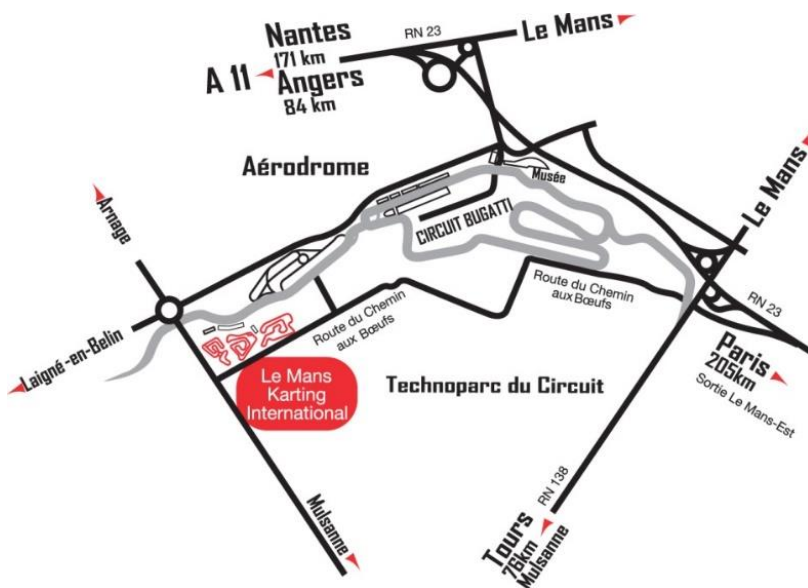 Nantes
171 km
A 11
Angers
84 km
RN 23
Le Mans
Aérodrome
Musée
CIRCUIT BUGATTI
Arnage
Le Mans
Laigné-en-Belin
Route du Chemin
aux Bœufs
Route du Chemin
aux Bœufs
RN 23
Paris
205km
Sortie Le Mans-Est
Le Mans
Karting
International
Technoparc du Circuit
Mulsanne
RN 138
Tours
76km
Mulsanne